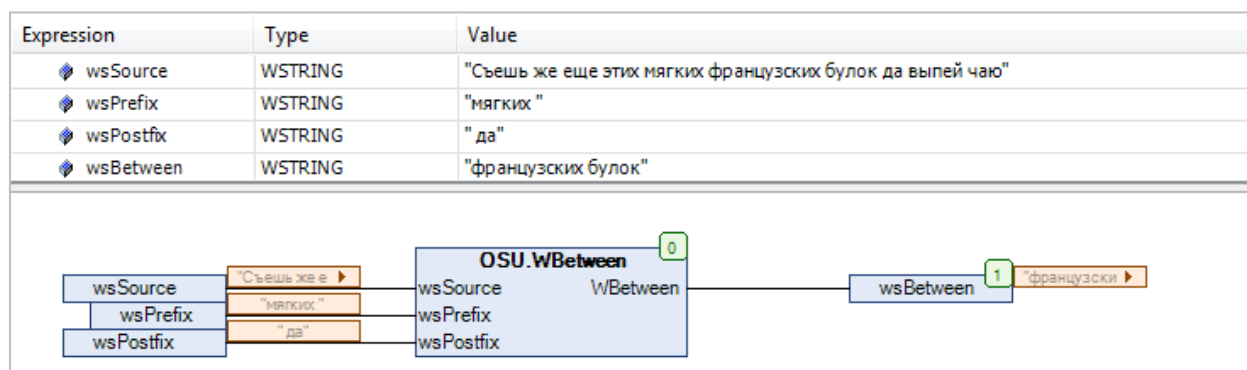 Expression Type Value
wsSource WSTRING "Съешь же еще этих мягких французских булок да выпей чаю"
wsPrefix WSTRING "мягких "
wsPostfix WSTRING " да"
wsBetween WSTRING "французских булок"
0
OSU.WBetween
wsSource "Съешь же е wsSource WBetween wsBetween 1 "французски
wsPrefix "мягких " wsPrefix
wsPostfix " да" wsPostfix